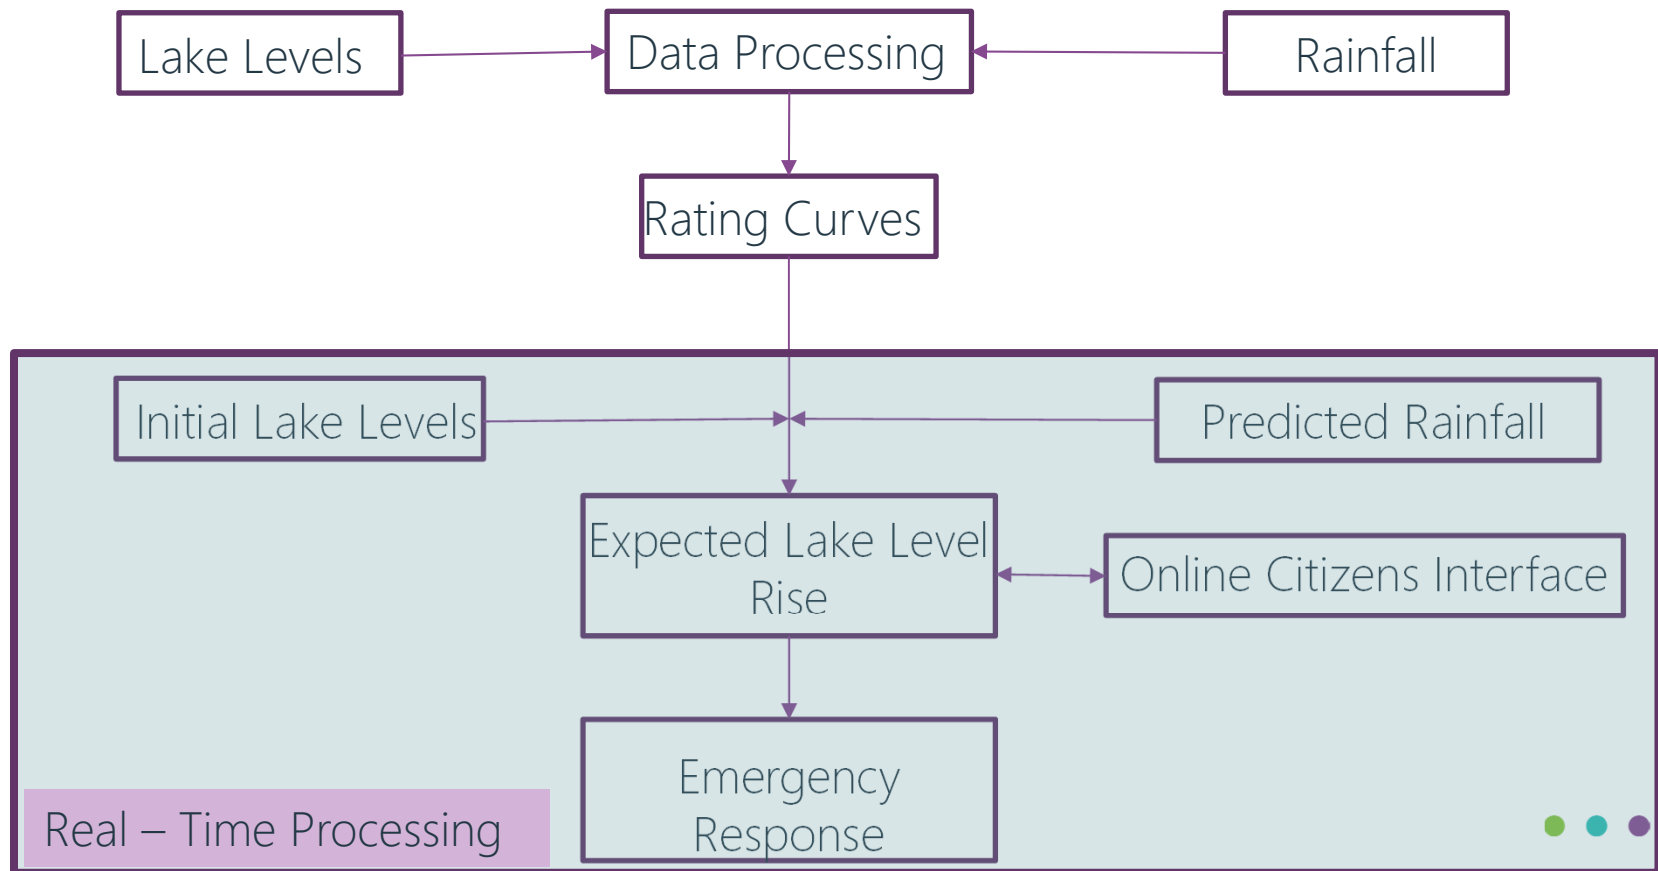 Lake Levels
Data Processing
Rainfall
Rating Curves
Initial Lake Levels
Predicted Rainfall
Expected Lake Level
Rise
Online Citizens Interface
Emergency
Response
Real – Time Processing